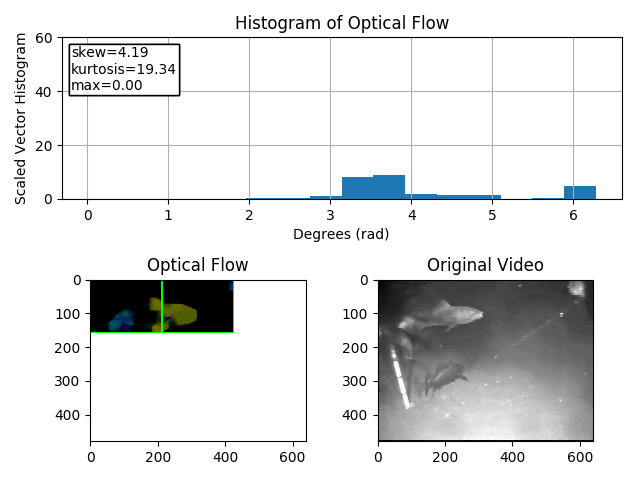 Histogram of Optical Flow
Scaled Vector Histogram
60
40
20
0
skew=4.19
kurtosis=19.34
max=0.00
0 1 2 3 4 5 6
Degrees (rad)
Optical Flow
0
100
200
300
400
0 200 400 600
Original Video
0
100
200
300
400
0 200 400 600